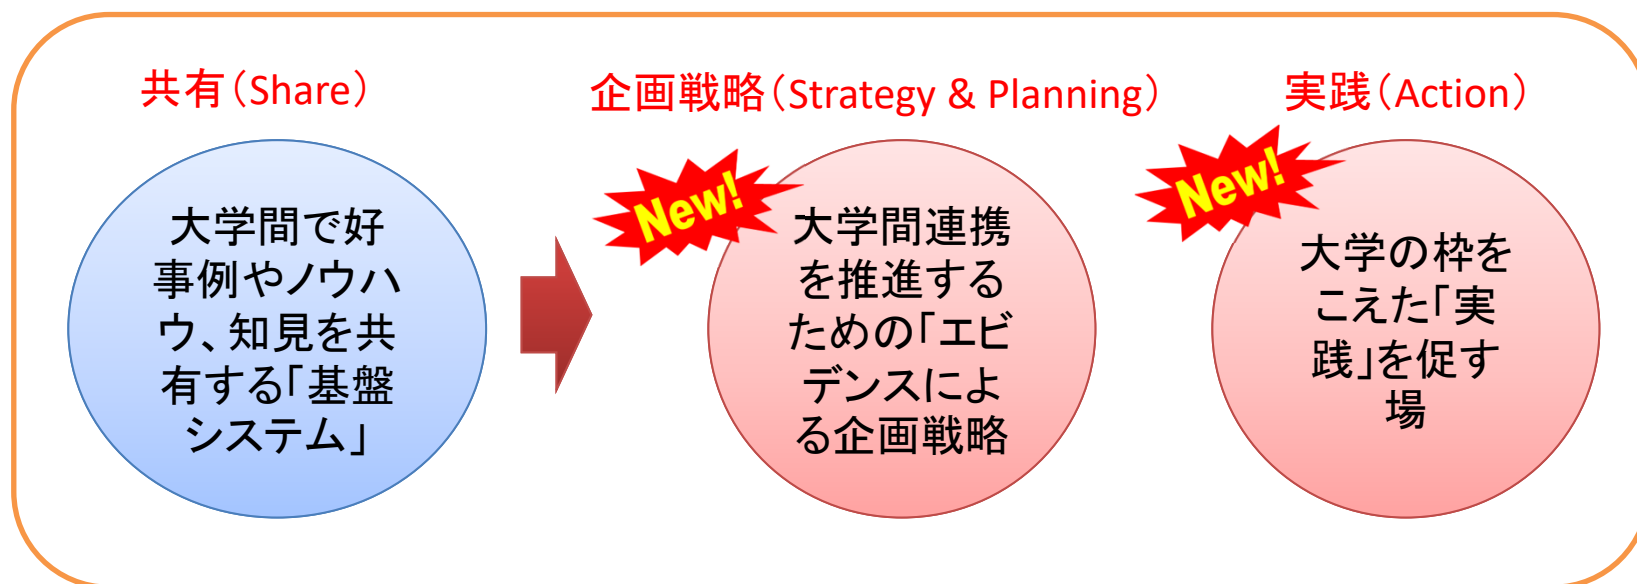 共有（Share）
企画戦略（Strategy & Planning）
実践（Action）
New!
New!
大学間で好
事例やノウハ
ウ、知見を共
有する「基盤
システム」
大学間連携
を推進する
ための「エビ
デンスによ
る企画戦略
大学の枠を
こえた「実
践」を促す
場